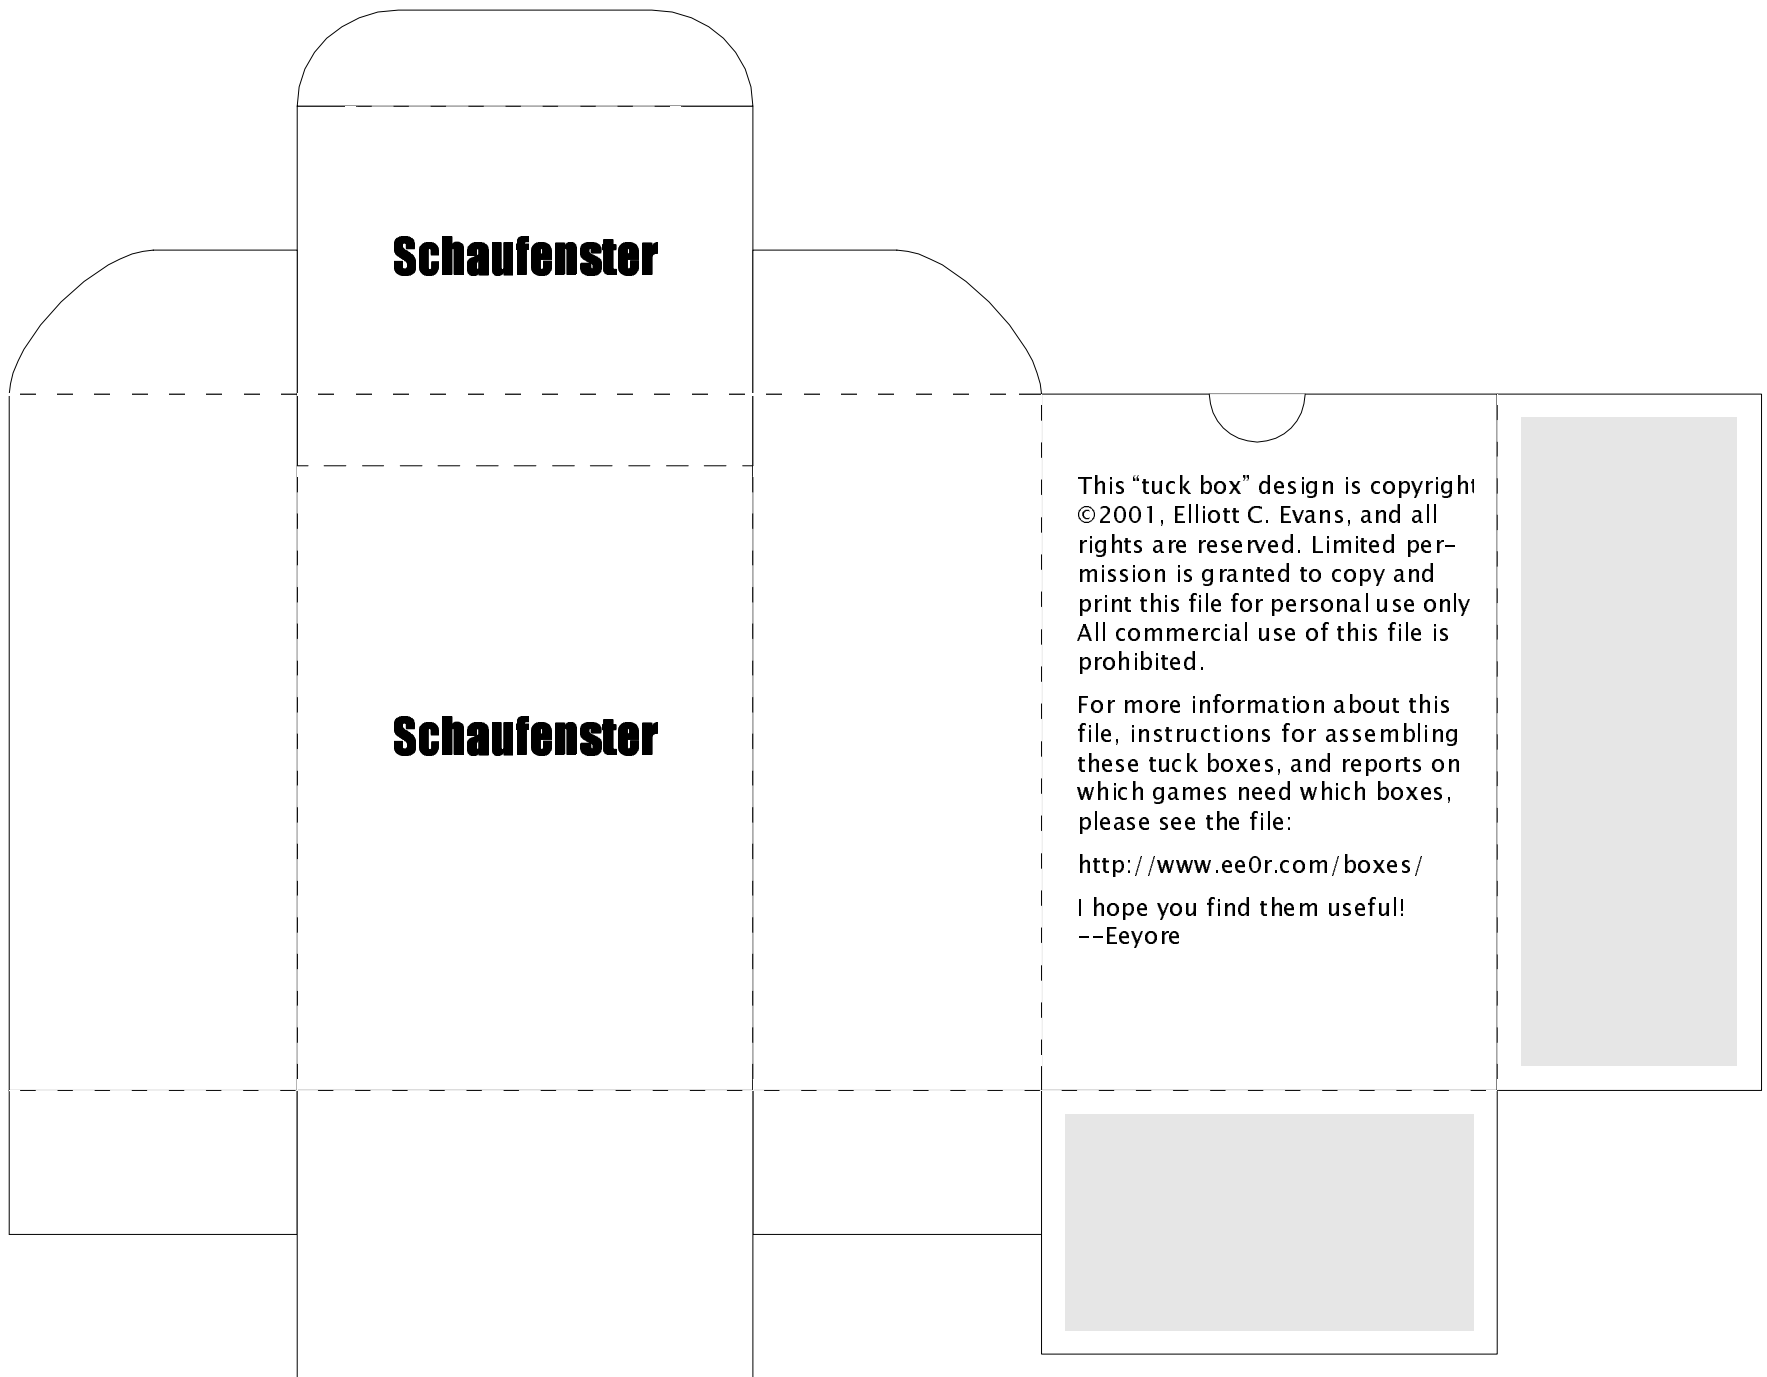 Schaufenster
This “tuck box” design is copyright
©2001, Elliott C. Evans, and all
rights are reserved. Limited per-
mission is granted to copy and
print this file for personal use only
All commercial use of this file is
prohibited.
Schaufenster
For more information about this
file, instructions for assembling
these tuck boxes, and reports on
which games need which boxes,
please see the file:
http://www.ee0r.com/boxes/
I hope you find them useful!
--Eeyore